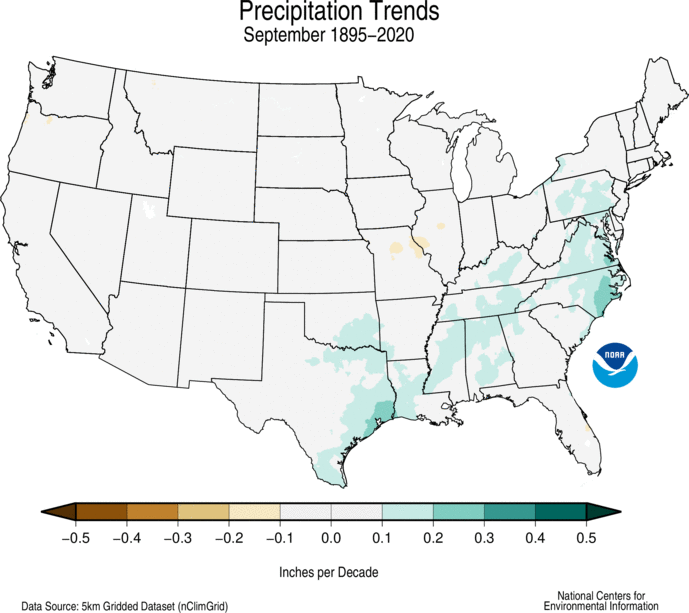 Precipitation Trends
September 1895–2020
NOAA
−0.5 −0.4 −0.3 −0.2 −0.1 0.0 0.1 0.2 0.3 0.4 0.5
Inches per Decade
Data Source: 5km Gridded Dataset (nClimGrid)
National Centers for
Environmental Information